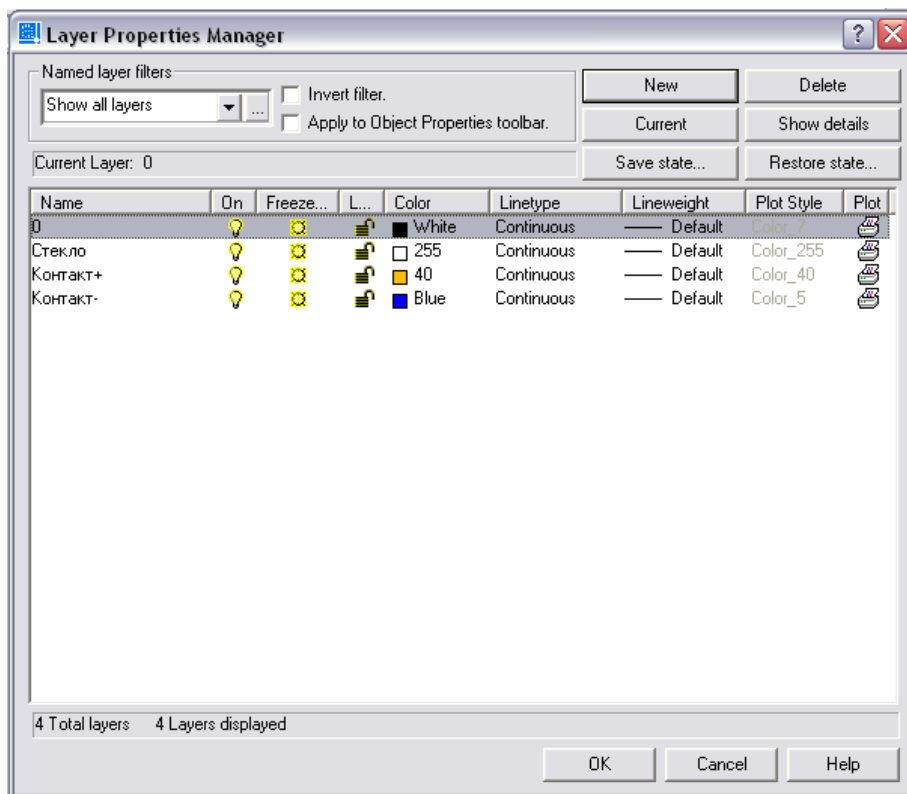 Layer Properties Manager
Named layer filters
Show all layers
...
Invert filter.
Apply to Object Properties toolbar.
New
Delete
Current
Show details
Current Layer: 0
Save state...
Restore state...
Name On Freeze... L... Color Linetype Lineweight Plot Style Plot
0 White Continuous Default Color_7
Стекло 255 Continuous Default Color_255
Контакт+ 40 Continuous Default Color_40
Контакт- Blue Continuous Default Color_5
4 Total layers 4 Layers displayed
OK Cancel Help